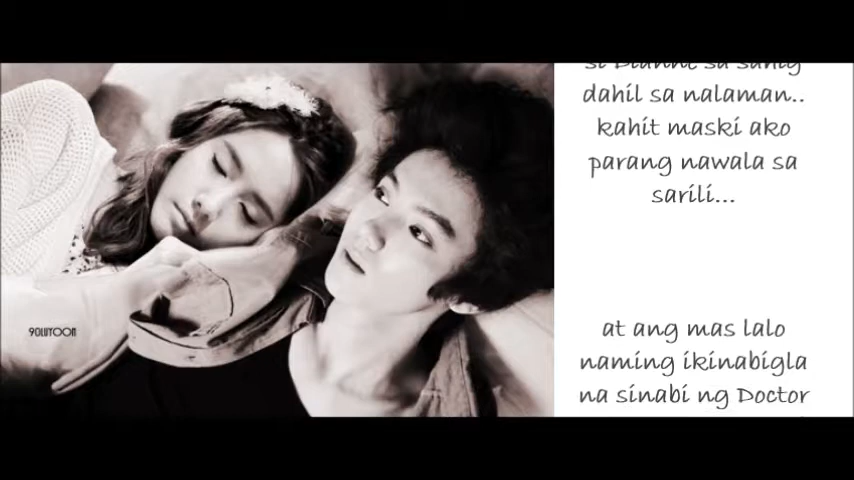 dahil sa nalaman..
kahit maski ako
parang nawala sa
sarili...
at ang mas lalo
naming ikinabigla
na sinabi ng Doctor
90LUYOON